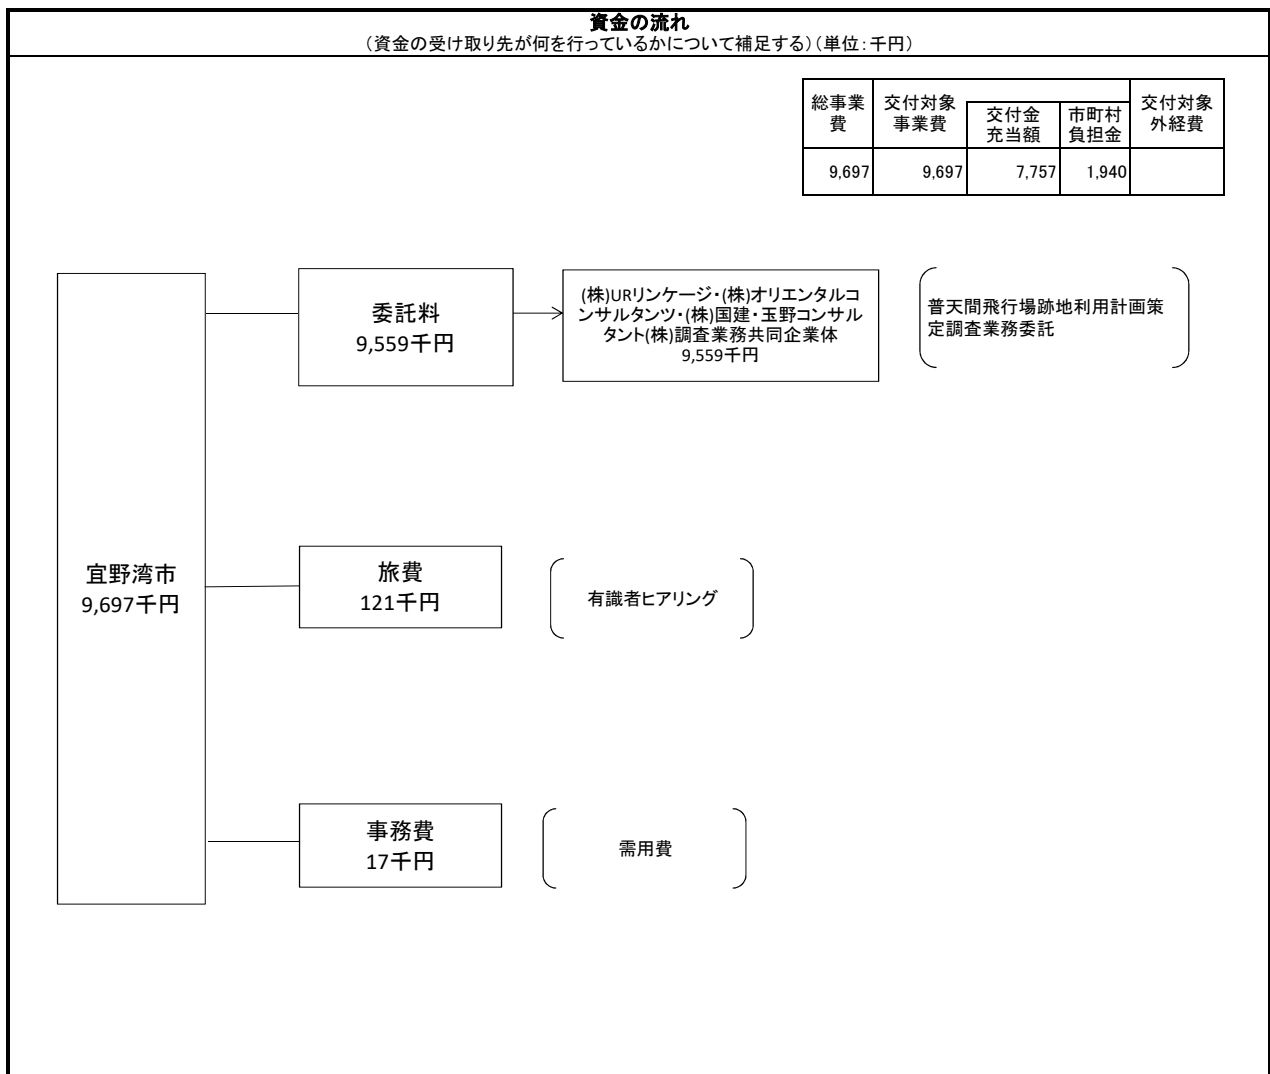 資金の流れ
（資金の受け取り先が何を行っているかについて補足する）（単位：千円）
総事業
費
交付対象
事業費
交付金
充当額
市町村
負担金
交付対象
外経費
9,697
9,697
7,757
1,940
委託料
9,559千円
(株)URリンケージ・(株)オリエンタルコ
ンサルタンツ・(株)国建・玉野コンサル
タント(株)調査業務共同企業体
9,559千円
普天間飛行場跡地利用計画策
定調査業務委託
宜野湾市
9,697千円
旅費
121千円
有識者ヒアリング
事務費
17千円
需用費